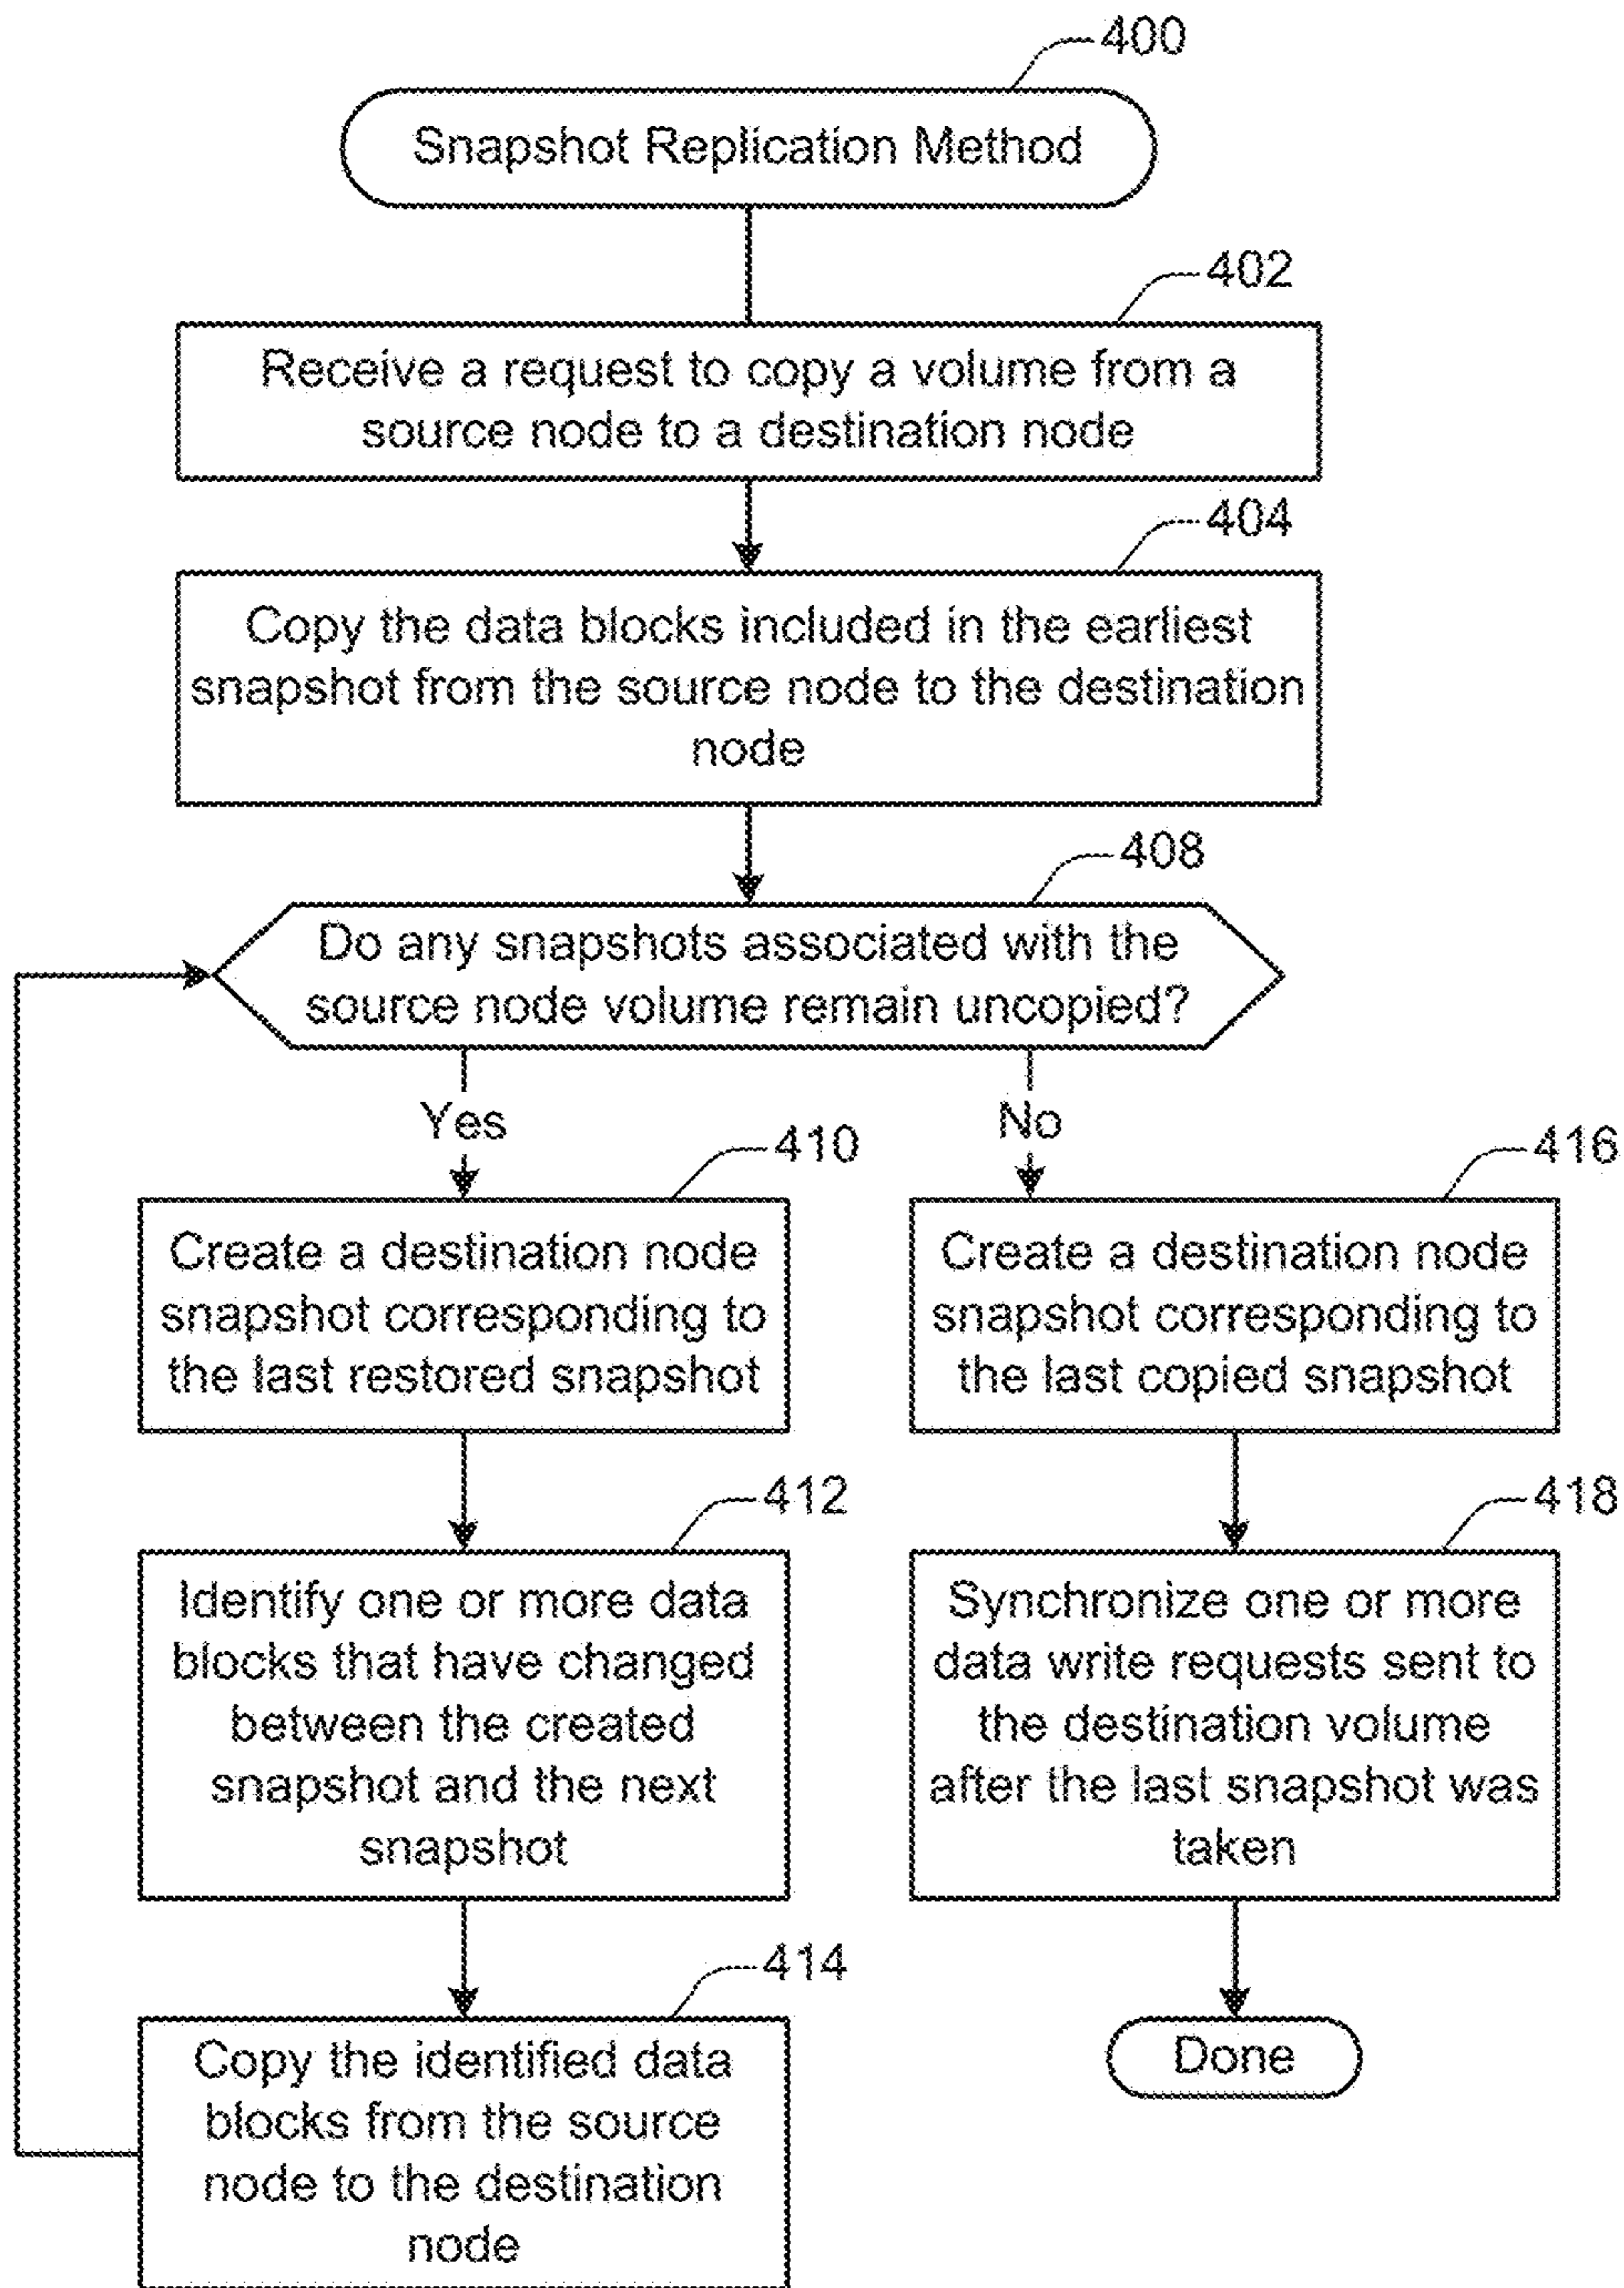 400
Snapshot Replication Method
402
Receive a request to copy a volume from a
source node to a destination node
404
Copy the data blocks included in the earliest
snapshot from the source node to the destination
node
408
Do any snapshots associated with the
source node volume remain uncopied?
Yes
No
410
Create a destination node
snapshot corresponding to
the last restored snapshot
416
Create a destination node
snapshot corresponding to
the last copied snapshot
412
Identify one or more data
blocks that have changed
between the created
snapshot and the next
snapshot
418
Synchronize one or more
data write requests sent to
the destination volume
after the last snapshot was
taken
414
Copy the identified data
blocks from the source
node to the destination
node
Done